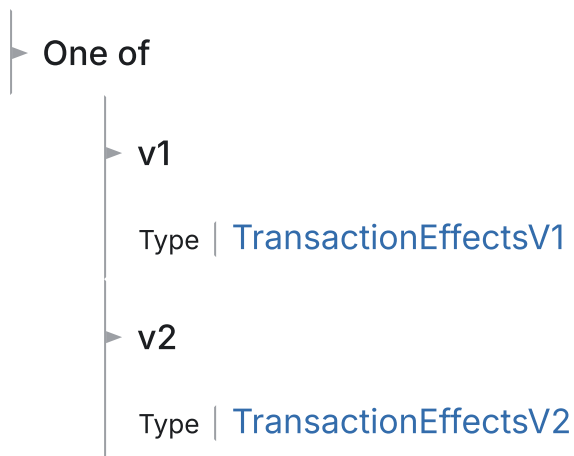 One of
v1
Type TransactionEffectsV1
v2
Type TransactionEffectsV2